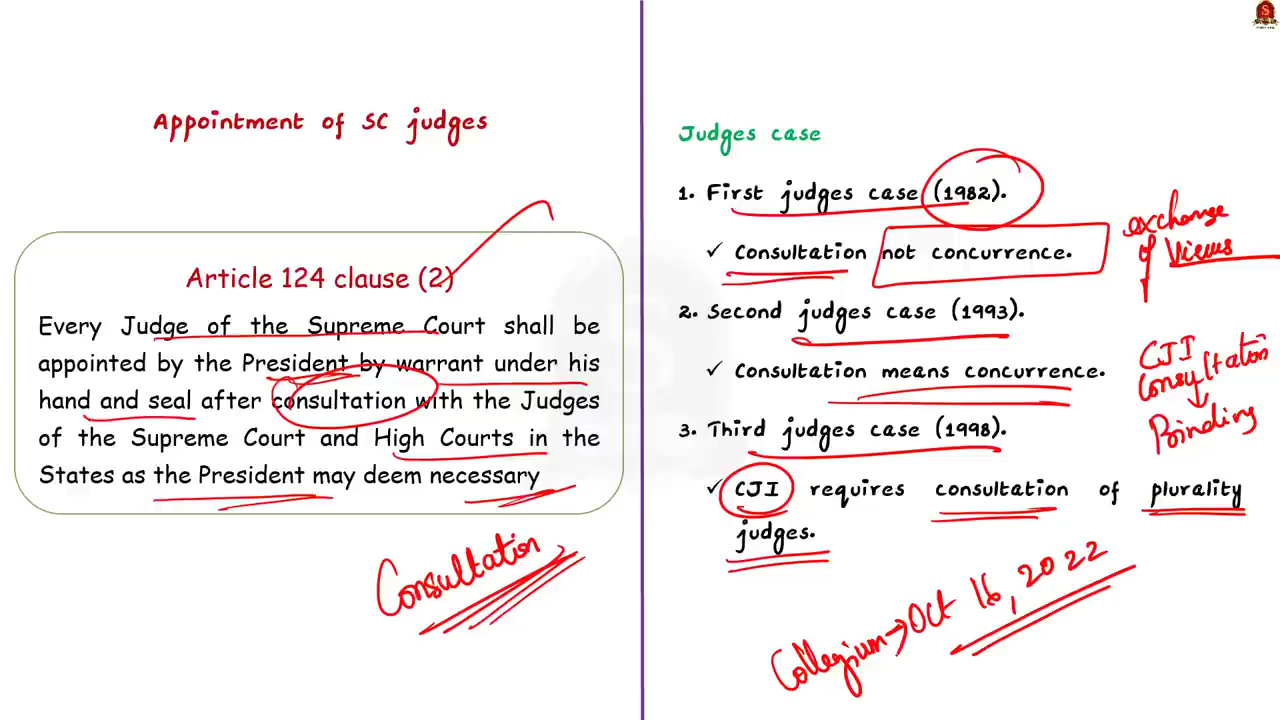 Appointment of SC judges
Article 124 clause (2)
Every Judge of the Supreme Court shall be
appointed by the President by warrant under his
hand and seal after consultation with the Judges
of the Supreme Court and High Courts in the
States as the President may deem necessary
Consultation
Judges case
1. First judges case (1982).
✓ Consultation not concurrence.
exchange
of Views
2. Second judges case (1993).
✓ Consultation means concurrence.
CJI
Consultation
↓
Binding
3. Third judges case (1998).
✓ CJI requires consultation of plurality
judges.
Collegium → Oct 16, 2022